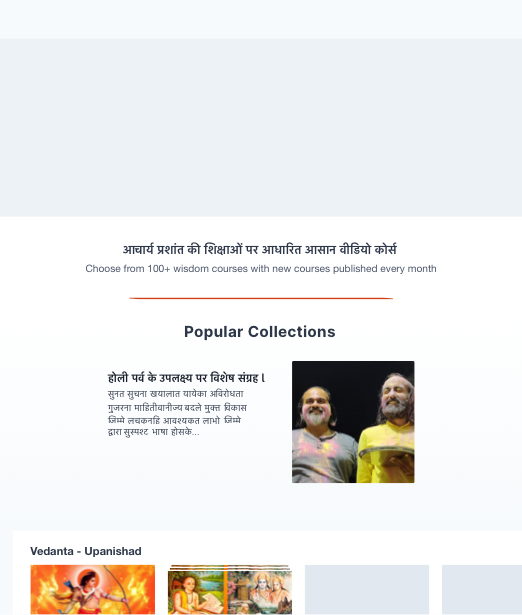 आचार्य प्रशांत की शिक्षाओं पर आधारित आसान वीडियो कोर्स
Choose from 100+ wisdom courses with new courses published every month
Popular Collections
होली पर्व के उपलक्ष्य पर विशेष संग्रह l
सुनत सुचना खयालात यायेका अविरोधता
गुजरना माहितीवानीज्य बदले मुक्त विकास
जिम्मे लचकनहि आवश्यकत लाभो जिम्मे
द्वारा सुस्पश्ट भाषा होसके...
Vedanta - Upanishad